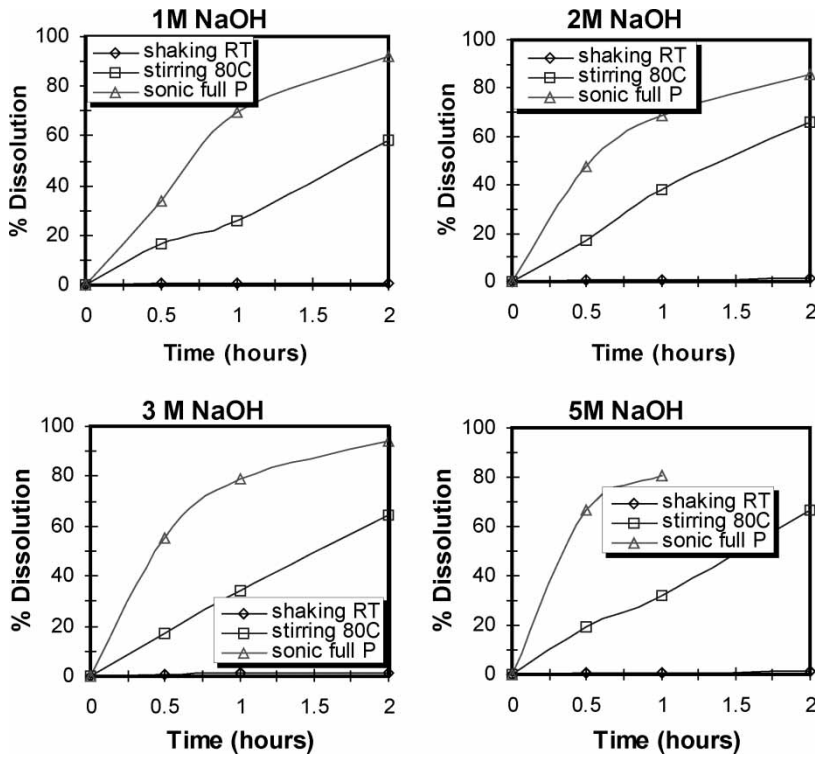 1M NaOH
% Dissolution
100
80
60
40
20
0
shaking RT
stirring 80C
sonic full P
0 0.5 1 1.5 2
Time (hours)
2M NaOH
% Dissolution
100
80
60
40
20
0
shaking RT
stirring 80C
sonic full P
0 0.5 1 1.5 2
Time (hours)
3 M NaOH
% Dissolution
100
80
60
40
20
0
shaking RT
stirring 80C
sonic full P
0 0.5 1 1.5 2
Time (hours)
5M NaOH
% Dissolution
100
80
60
40
20
0
shaking RT
stirring 80C
sonic full P
0 0.5 1 1.5 2
Time (hours)